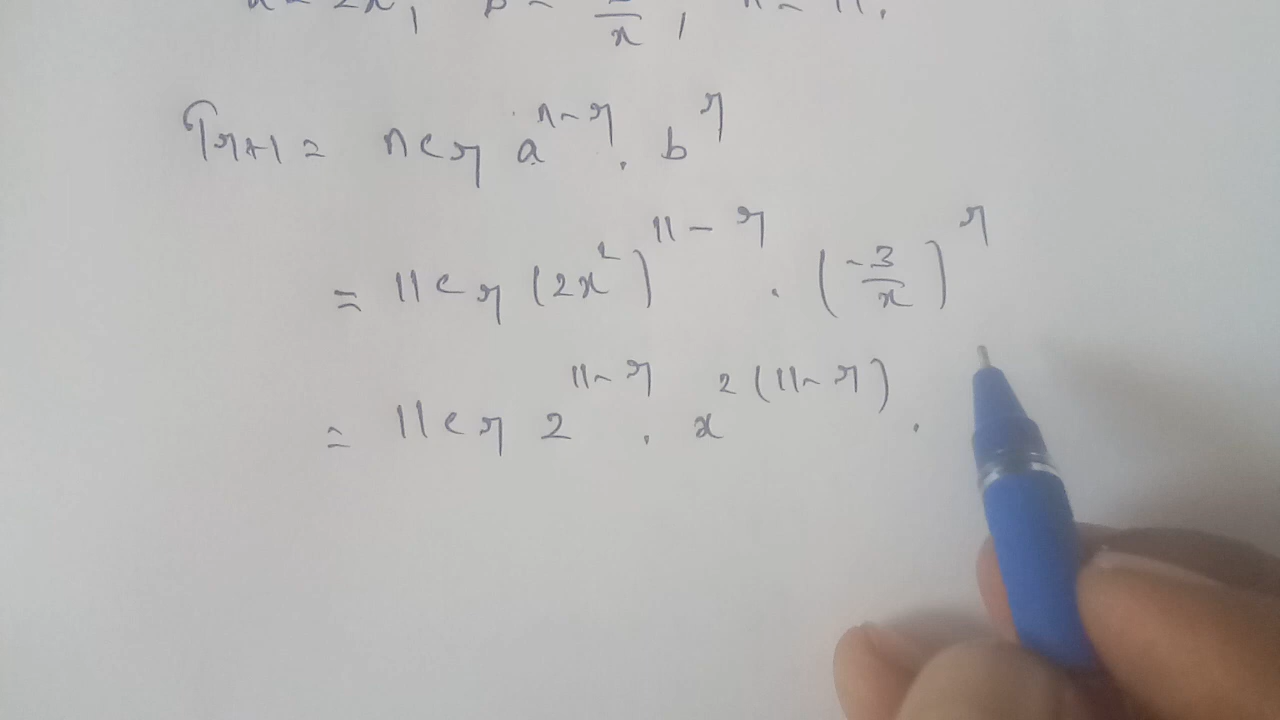 T_{r+1} = nC_r a^{n-r} . b^r
= 11C_r (2x^2)^{11-r} . (-3/x)^r
= 11C_r 2^{11-r} . x^{2(11-r)} .